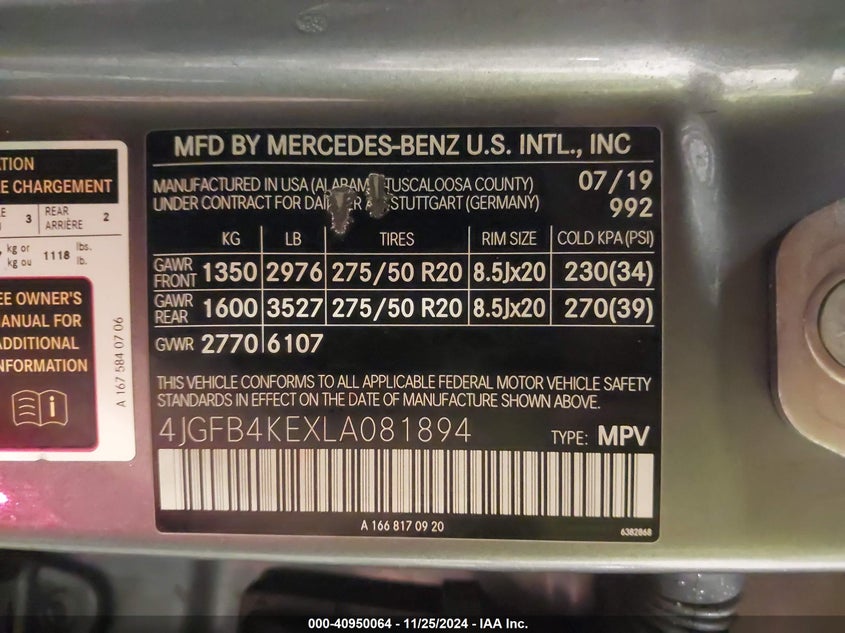 ATION
E CHARGEMENT
3 REAR ARRIÈRE 2
kg or kg ou 1118 lbs. lb.
EE OWNER'S
MANUAL FOR
ADDITIONAL
INFORMATION
A 167 584 07 06
MFD BY MERCEDES-BENZ U.S. INTL., INC
MANUFACTURED IN USA (ALABAMA, TUSCALOOSA COUNTY) 07/19
UNDER CONTRACT FOR STUTTGART (GERMANY) 992
KG LB TIRES RIM SIZE COLD KPA(PSI)
GAWR FRONT 1350 2976 275/50 R20 8.5Jx20 230(34)
GAWR REAR 1600 3527 275/50 R20 8.5Jx20 270(39)
GVWR 2770 6107
THIS VEHICLE CONFORMS TO ALL APPLICABLE FEDERAL MOTOR VEHICLE SAFETY
STANDARDS IN EFFECT ON THE DATE OF MANUFACTURE SHOWN ABOVE.
4JGFB4KEXLA081894 TYPE: MPV
A 166 817 09 20
6382868
000-40950064 - 11/25/2024 - IAA Inc.